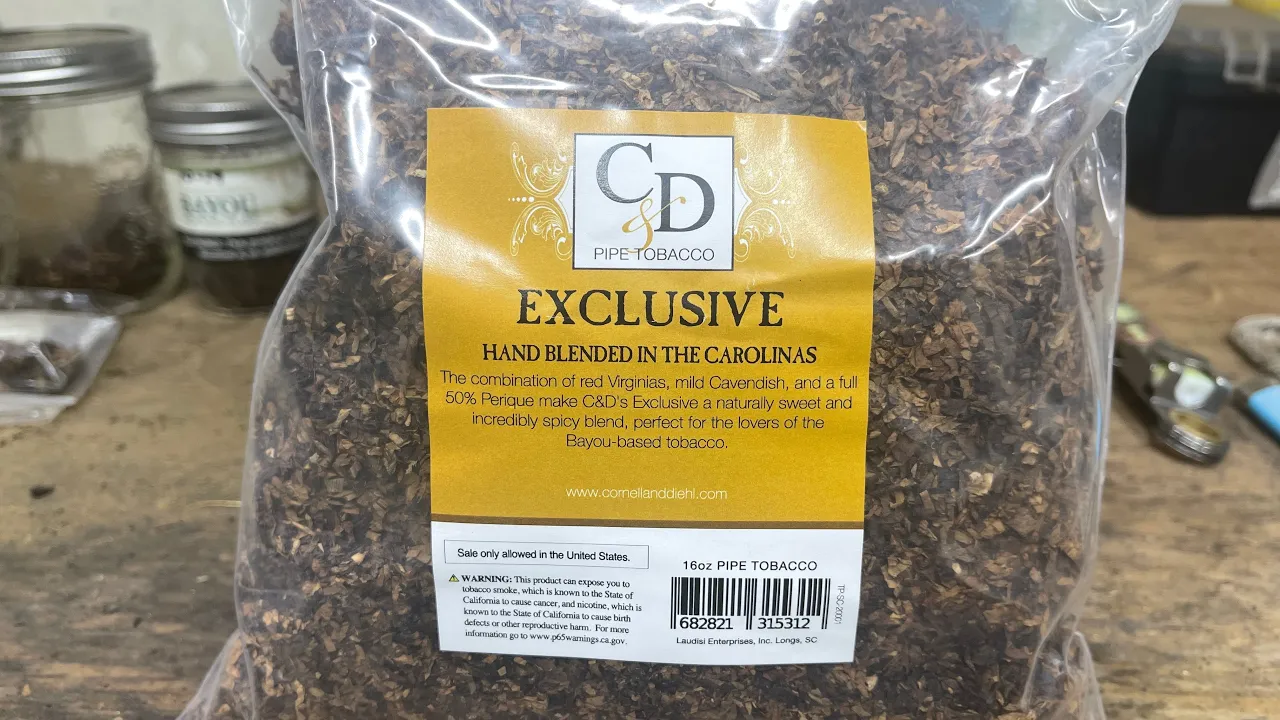 BAYOU
C&D
PIPE TOBACCO
EXCLUSIVE
HAND BLENDED IN THE CAROLINAS
The combination of red Virginias, mild Cavendish, and a full
50% Perique make C&D's Exclusive a naturally sweet and
incredibly spicy blend, perfect for the lovers of the
Bayou-based tobacco.
www.cornellanddiehl.com
Sale only allowed in the United States.
WARNING: This product can expose you to
tobacco smoke, which is known to the State of
California to cause cancer, and nicotine, which is
known to the State of California to cause birth
defects or other reproductive harm. For more
information go to www.p65warnings.ca.gov.
16oz PIPE TOBACCO
682821 315312
Laudisi Enterprises, Inc. Longs, SC